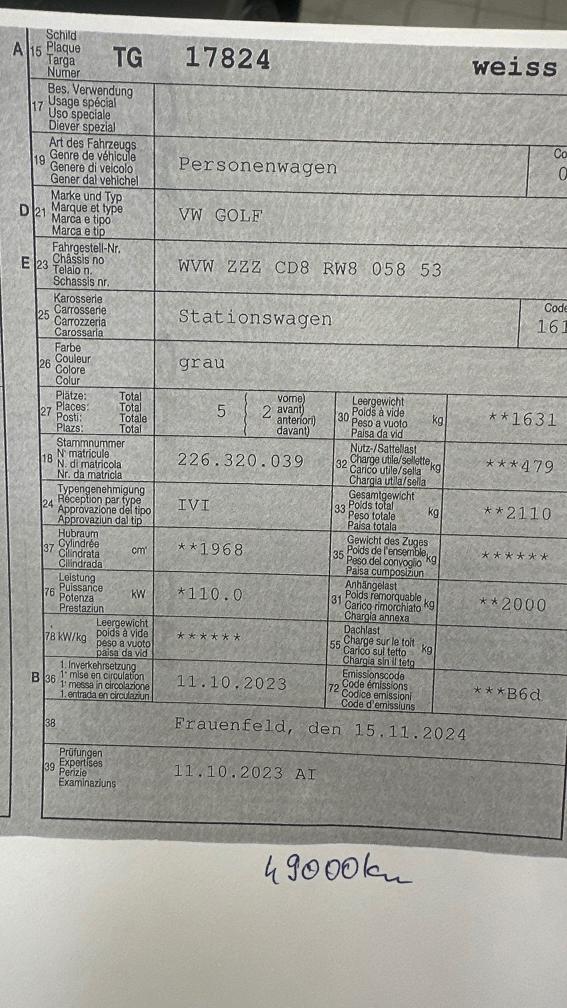 A 15 Schild
Plaque
Targa
Numer
TG 17824 weiss
17 Bes. Verwendung
Usage spécial
Uso speciale
Diever spezial
19 Art des Fahrzeugs
Genre de véhicule
Genere di veicolo
Gener dal vehichel
Personenwagen
Co
0
D 21 Marke und Typ
Marque et type
Marca e tipo
Marca e tip
VW GOLF
E 23 Fahrgestell-Nr.
Châssis no
Telaio n.
Schassis nr.
WVW ZZZ CD8 RW8 058 53
25 Karosserie
Carrosserie
Carrozzeria
Carossaria
Stationswagen
Code
161
26 Farbe
Couleur
Colore
Colur
grau
27 Plätze: Total
Places: Total
Posti: Totale
Plazs: Total
5 { 2 vorne)
avant)
anteriori)
davant)
30 Leergewicht
Poids à vide
Peso a vuoto
Paisa da vid
kg
**1631
18 Stammnummer
N° matricule
N. di matricola
Nr. da matricla
226.320.039
32 Nutz-/Sattellast
Charge utile/sellette
Carico utile/sella
Chargia utila/sella
kg
***479
24 Typengenehmigung
Réception par type
Approvazione del tipo
Approvaziun dal tip
IVI
33 Gesamtgewicht
Poids total
Peso totale
Paisa totala
kg
**2110
37 Hubraum
Cylindrée
Cilindrata
Cilindrada
cm³
**1968
35 Gewicht des Zuges
Poids de l'ensemble
Peso del convoglio
Paisa cumposiziun
kg
******
76 Leistung
Puissance
Potenza
Prestaziun
kW
*110.0
31 Anhängelast
Poids remorquable
Carico rimorchiato
Chargia annexa
kg
**2000
78 kW/kg Leergewicht
poids à vide
peso a vuoto
paisa da vid
******
55 Dachlast
Charge sur le toit
Carico sul tetto
Chargia sin il tetg
kg
B 36 1. Inverkehrsetzung
1° mise en circulation
1° messa in circolazione
1. entrada en circulaziun
11.10.2023
72 Emissionscode
Code émissions
Codice emissioni
Code d'emissiuns
***B6d
38
Frauenfeld, den 15.11.2024
39 Prüfungen
Expertises
Perizie
Examinaziuns
11.10.2023 AI
49000km